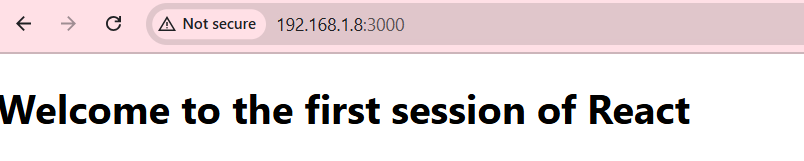 Not secure 192.168.1.8:3000
Welcome to the first session of React